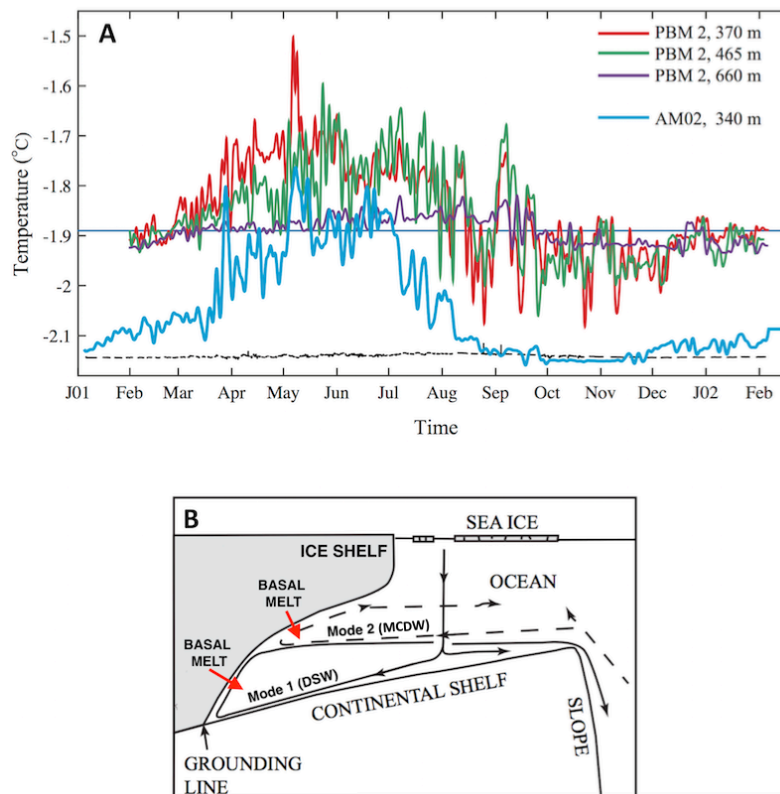 A
PBM 2, 370 m
PBM 2, 465 m
PBM 2, 660 m
AM02, 340 m
Temperature (°C)
-1.5
-1.6
-1.7
-1.8
-1.9
-2
-2.1
J01 Feb Mar Apr May Jun Jul Aug Sep Oct Nov Dec J02 Feb
Time
B
SEA ICE
ICE SHELF
OCEAN
BASAL
MELT
Mode 2 (MCDW)
BASAL
MELT
Mode 1 (DSW)
CONTINENTAL SHELF
SLOPE
GROUNDING
LINE